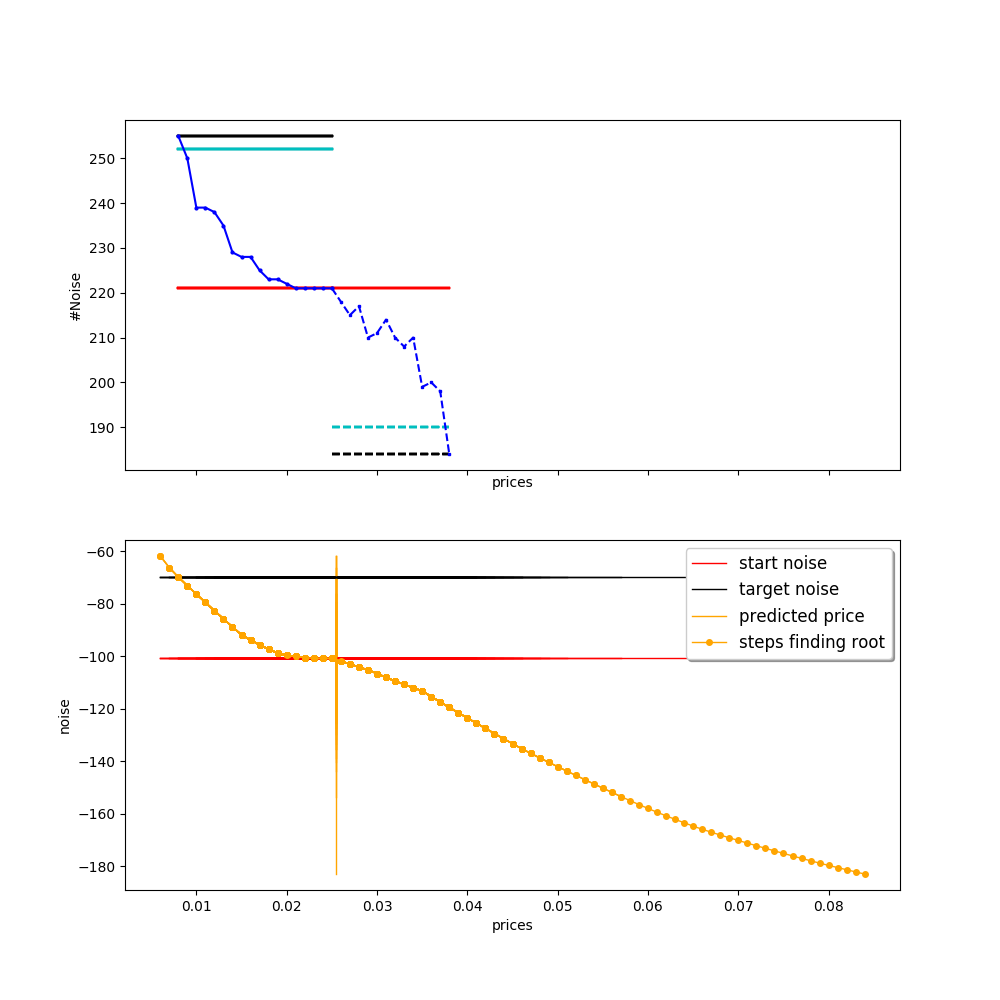 250
240
230
220
210
200
190
#Noise
prices
−60
−80
−100
−120
−140
−160
−180
noise
start noise
target noise
predicted price
steps finding root
0.01 0.02 0.03 0.04 0.05 0.06 0.07 0.08
prices